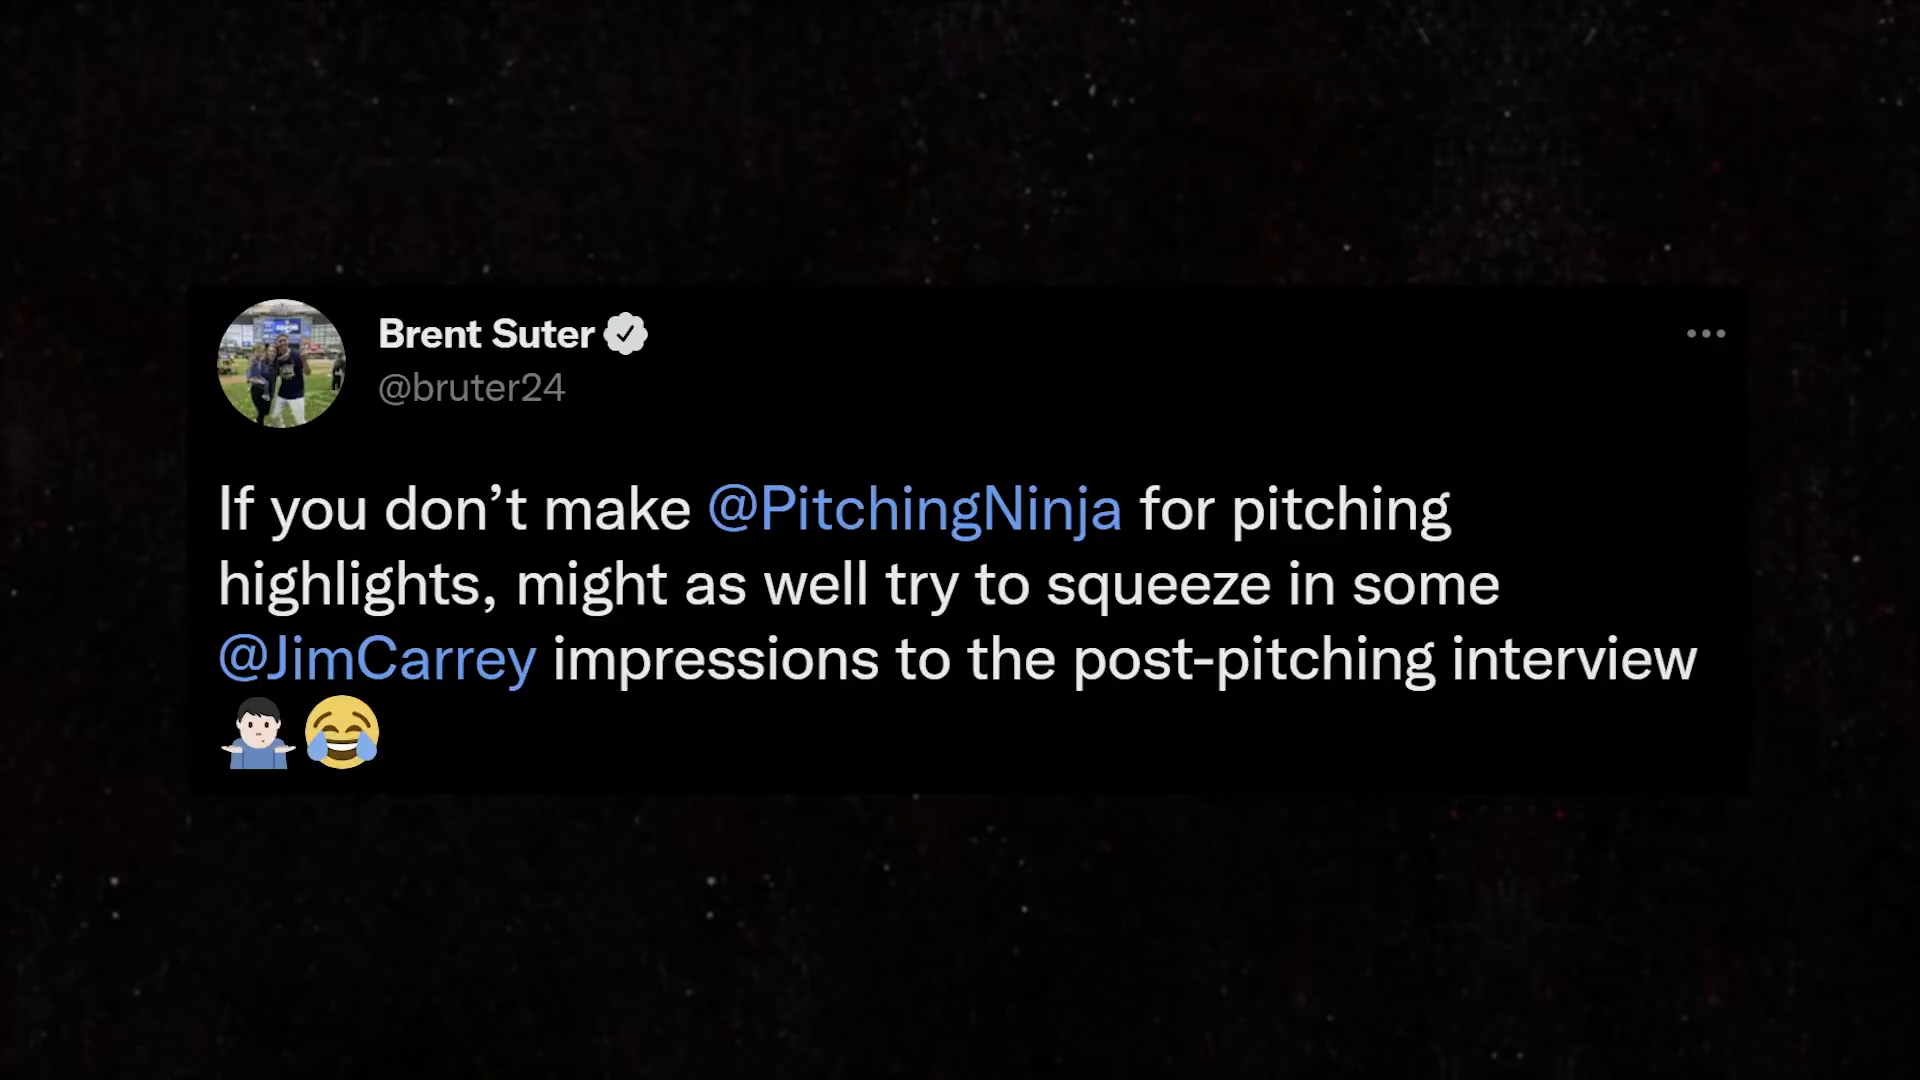 Brent Suter
@bruter24
If you don’t make @PitchingNinja for pitching
highlights, might as well try to squeeze in some
@JimCarrey impressions to the post-pitching interview
🤷🏻‍♂️😂